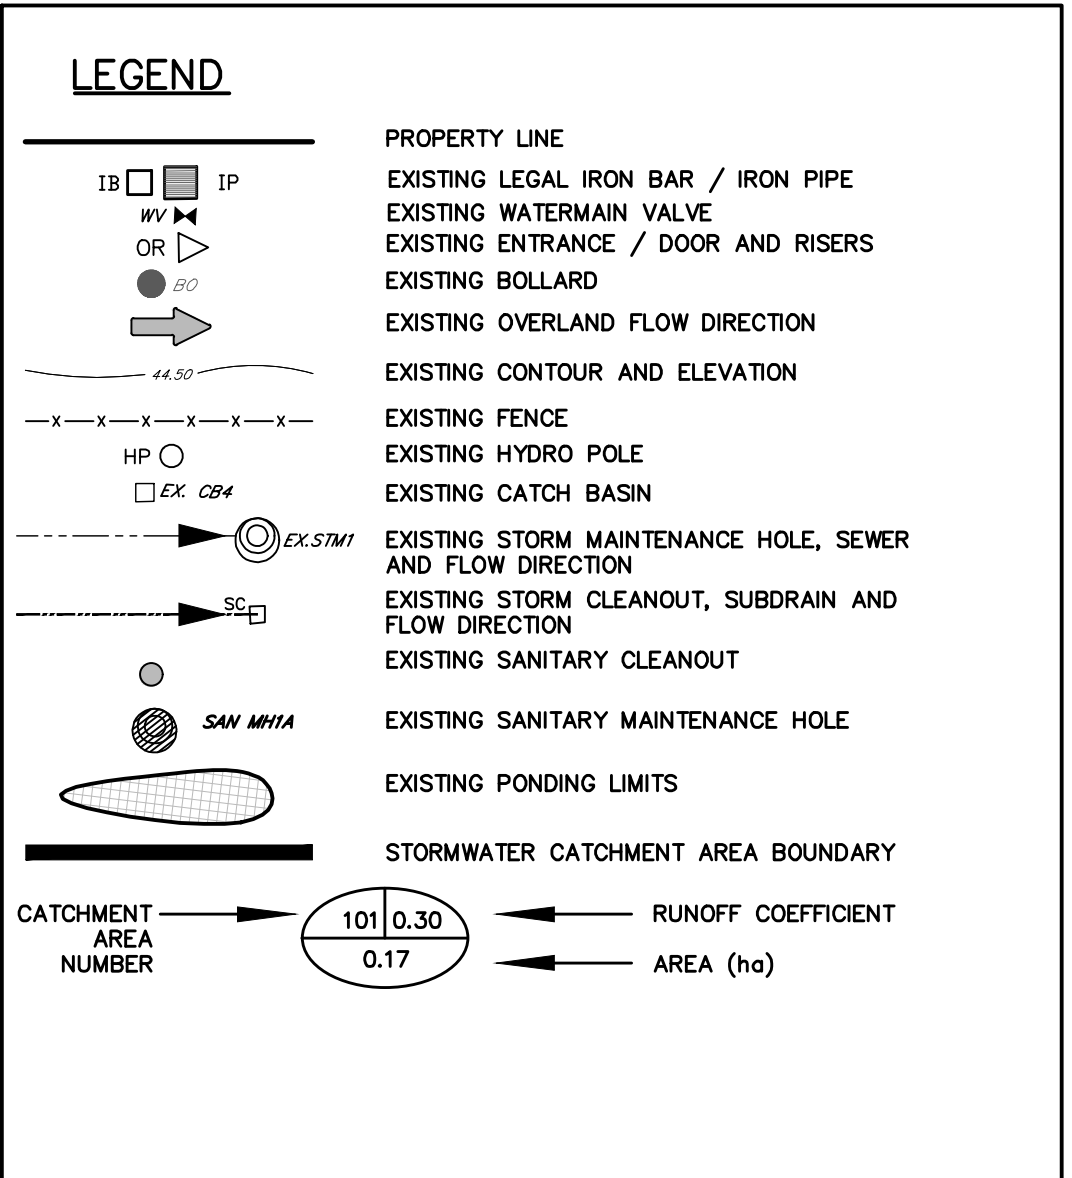 LEGEND
PROPERTY LINE
IB IP EXISTING LEGAL IRON BAR / IRON PIPE
WV EXISTING WATERMAIN VALVE
OR EXISTING ENTRANCE / DOOR AND RISERS
BO EXISTING BOLLARD
EXISTING OVERLAND FLOW DIRECTION
44.50 EXISTING CONTOUR AND ELEVATION
x x x x x x EXISTING FENCE
HP EXISTING HYDRO POLE
EX. CB4 EXISTING CATCH BASIN
EX.STM1 EXISTING STORM MAINTENANCE HOLE, SEWER
AND FLOW DIRECTION
SC EXISTING STORM CLEANOUT, SUBDRAIN AND
FLOW DIRECTION
EXISTING SANITARY CLEANOUT
SAN MH1A EXISTING SANITARY MAINTENANCE HOLE
EXISTING PONDING LIMITS
STORMWATER CATCHMENT AREA BOUNDARY
CATCHMENT
AREA
NUMBER
101 0.30
0.17
RUNOFF COEFFICIENT
AREA (ha)